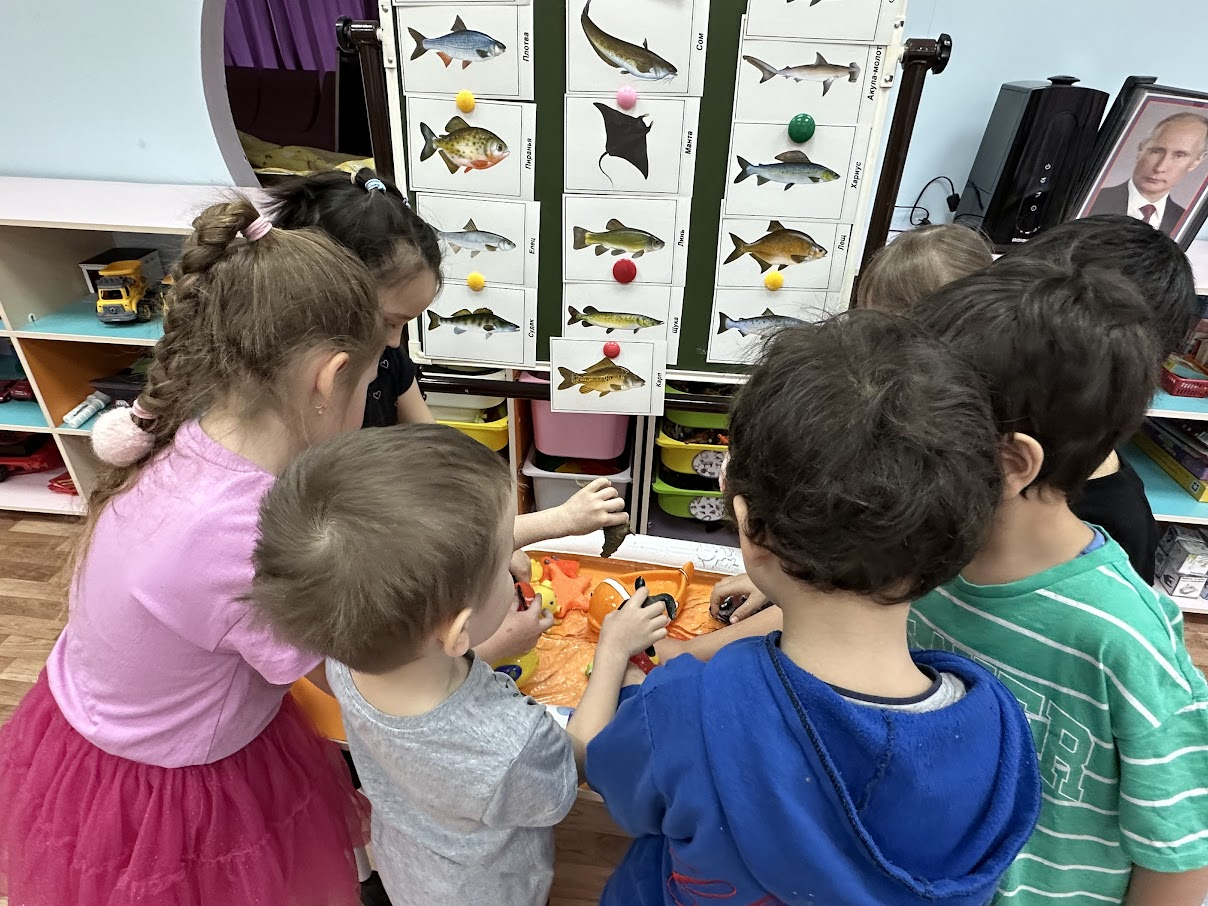 Плотва
Пиранья
Елец
Судак
Сом
Манта
Линь
Щука
Карп
Акула-молот
Хариус
Лещ